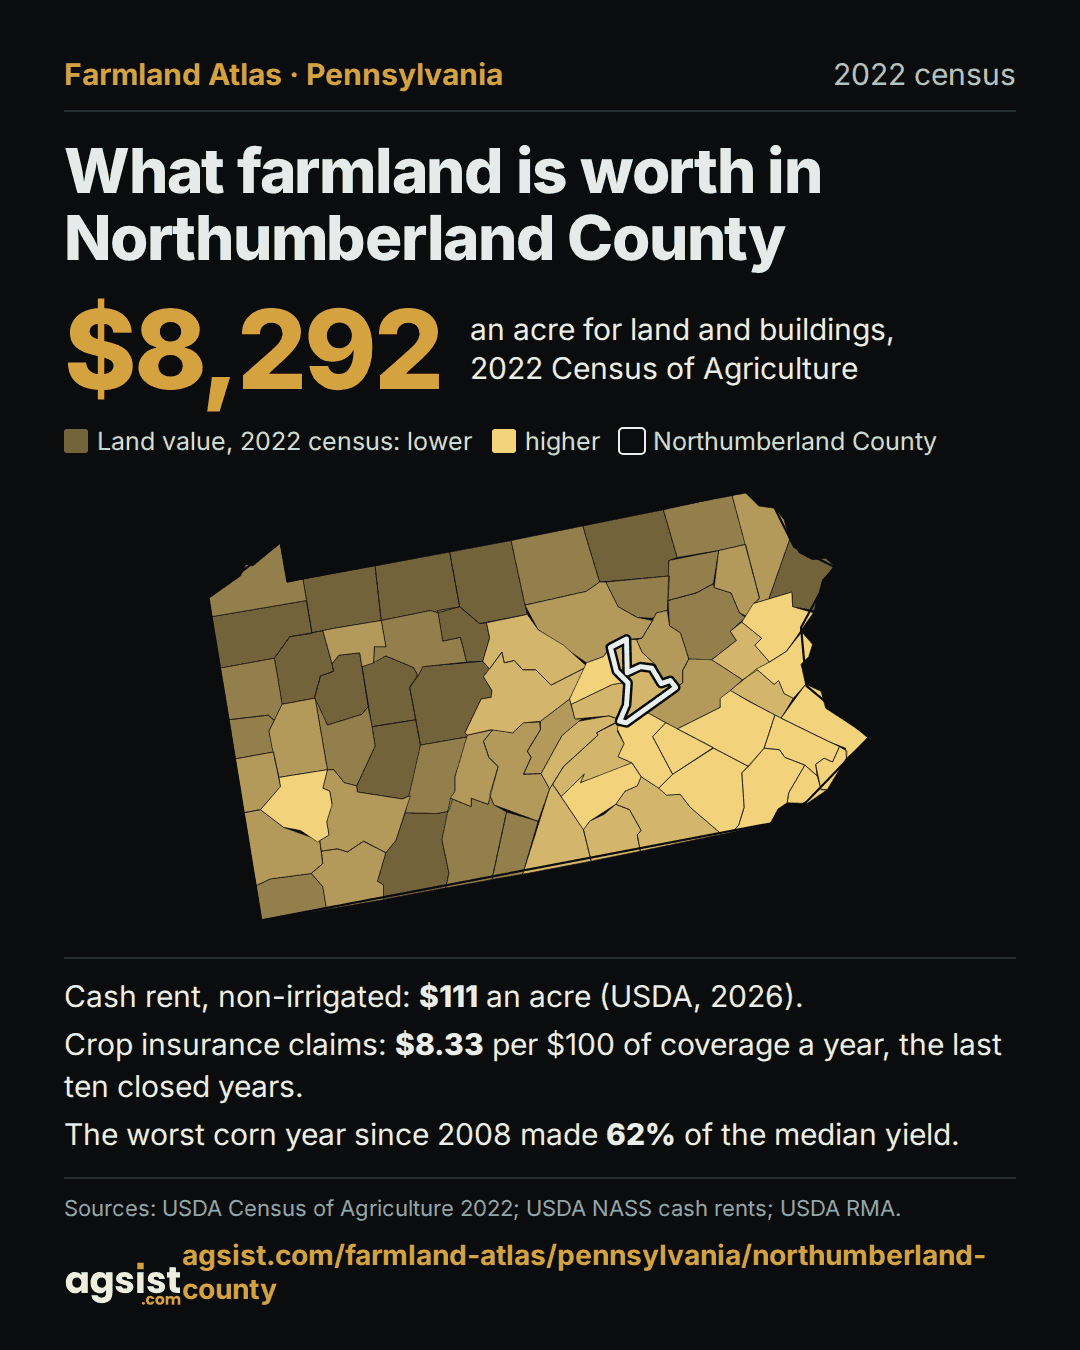 Farmland Atlas · Pennsylvania
2022 census
What farmland is worth in
Northumberland County
$8,292
an acre for land and buildings,
2022 Census of Agriculture
Land value, 2022 census: lower
higher
Northumberland County
Cash rent, non-irrigated: $111 an acre (USDA, 2026).
Crop insurance claims: $8.33 per $100 of coverage a year, the last
ten closed years.
The worst corn year since 2008 made 62% of the median yield.
Sources: USDA Census of Agriculture 2022; USDA NASS cash rents; USDA RMA.
agsist.com
agsist.com/farmland-atlas/pennsylvania/northumberland-
county